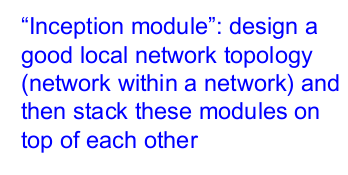 “Inception module”: design a
good local network topology
(network within a network) and
then stack these modules on
top of each other